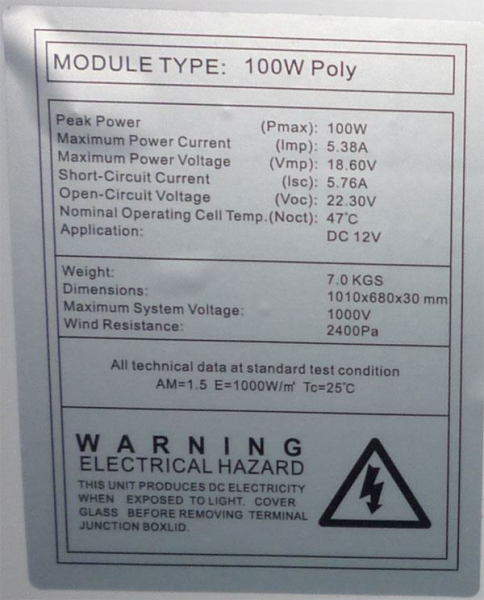 MODULE TYPE: 100W Poly
Peak Power (Pmax): 100W
Maximum Power Current (Imp): 5.38A
Maximum Power Voltage (Vmp): 18.60V
Short-Circuit Current (Isc): 5.76A
Open-Circuit Voltage (Voc): 22.30V
Nominal Operating Cell Temp.(Noct): 47℃
Application: DC 12V
Weight: 7.0 KGS
Dimensions: 1010x680x30 mm
Maximum System Voltage: 1000V
Wind Resistance: 2400Pa
All technical data at standard test condition
AM=1.5 E=1000W/㎡ Tc=25℃
WARNING
ELECTRICAL HAZARD
THIS UNIT PRODUCES DC ELECTRICITY
WHEN EXPOSED TO LIGHT. COVER
GLASS BEFORE REMOVING TERMINAL
JUNCTION BOXLID.